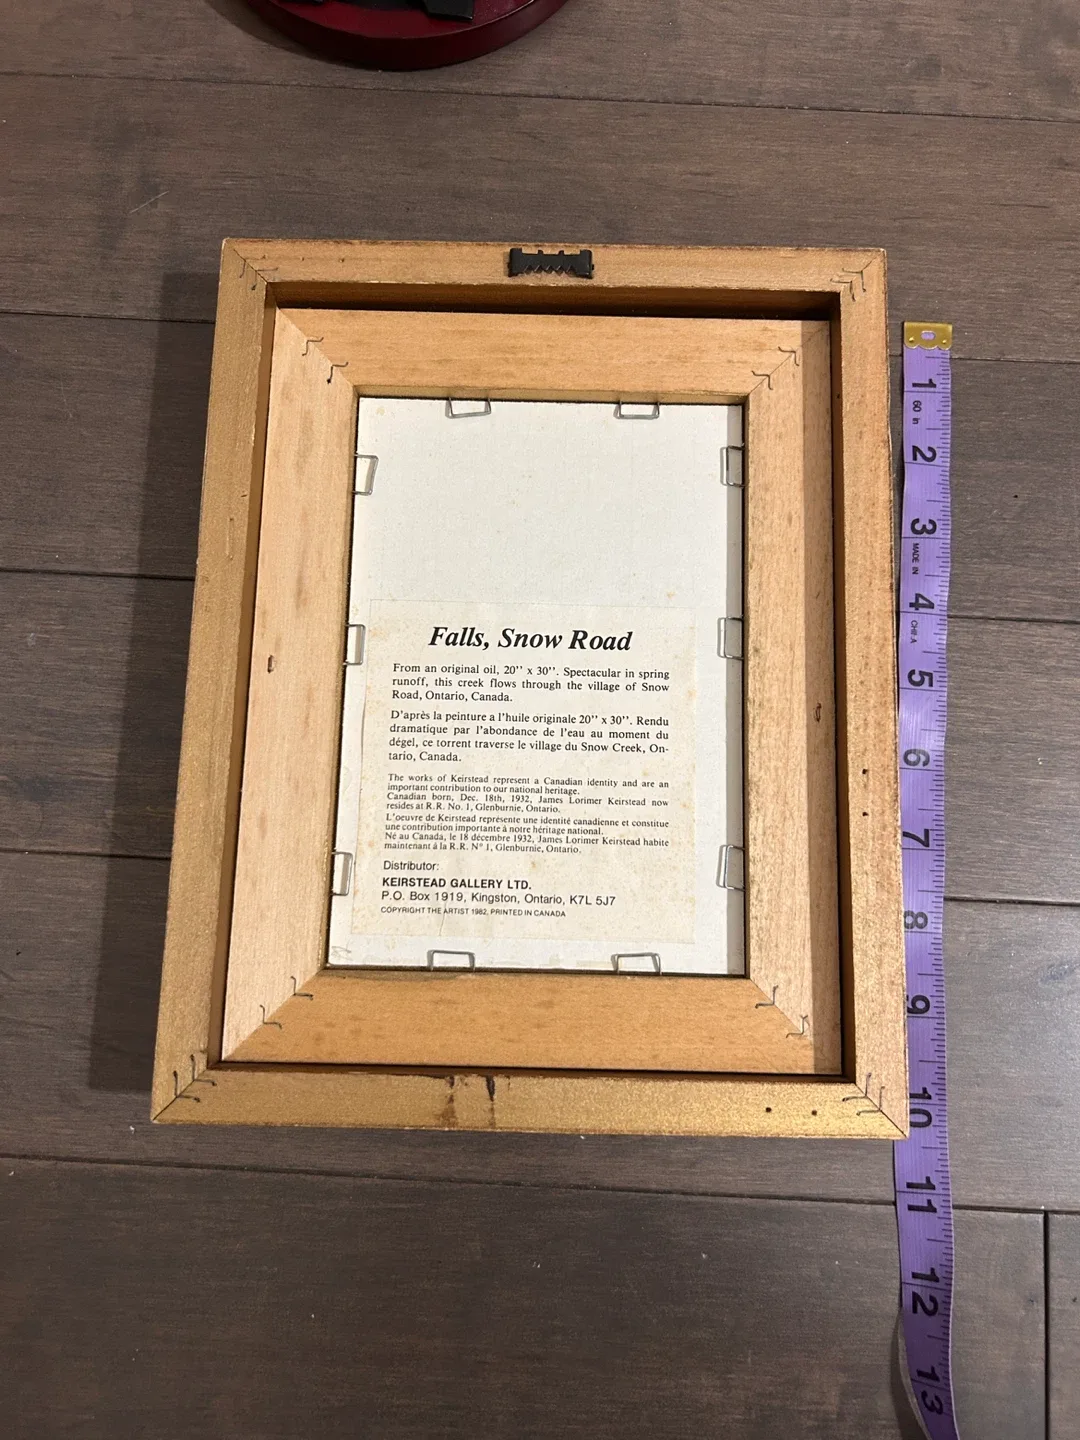 Falls, Snow Road
From an original oil, 20'' x 30''. Spectacular in spring
runoff, this creek flows through the village of Snow
Road, Ontario, Canada.
D'après la peinture a l'huile originale 20'' x 30''. Rendu
dramatique par l'abondance de l'eau au moment du
dégel, ce torrent traverse le village du Snow Creek, On-
tario, Canada.
The works of Keirstead represent a Canadian identity and are an
important contribution to our national heritage.
Canadian born, Dec. 18th, 1932, James Lorimer Keirstead now
resides at R.R. No. 1, Glenburnie, Ontario.
L'oeuvre de Keirstead représente une identité canadienne et constitue
une contribution importante à notre héritage national.
Né au Canada, le 18 décembre 1932, James Lorimer Keirstead habite
maintenant à la R.R. N° 1, Glenburnie, Ontario.
Distributor:
KEIRSTEAD GALLERY LTD.
P.O. Box 1919, Kingston, Ontario, K7L 5J7
COPYRIGHT THE ARTIST 1982, PRINTED IN CANADA
1
60 in
2
3
MADE IN
4
CHINA
5
6
7
8
9
10
11
12
13